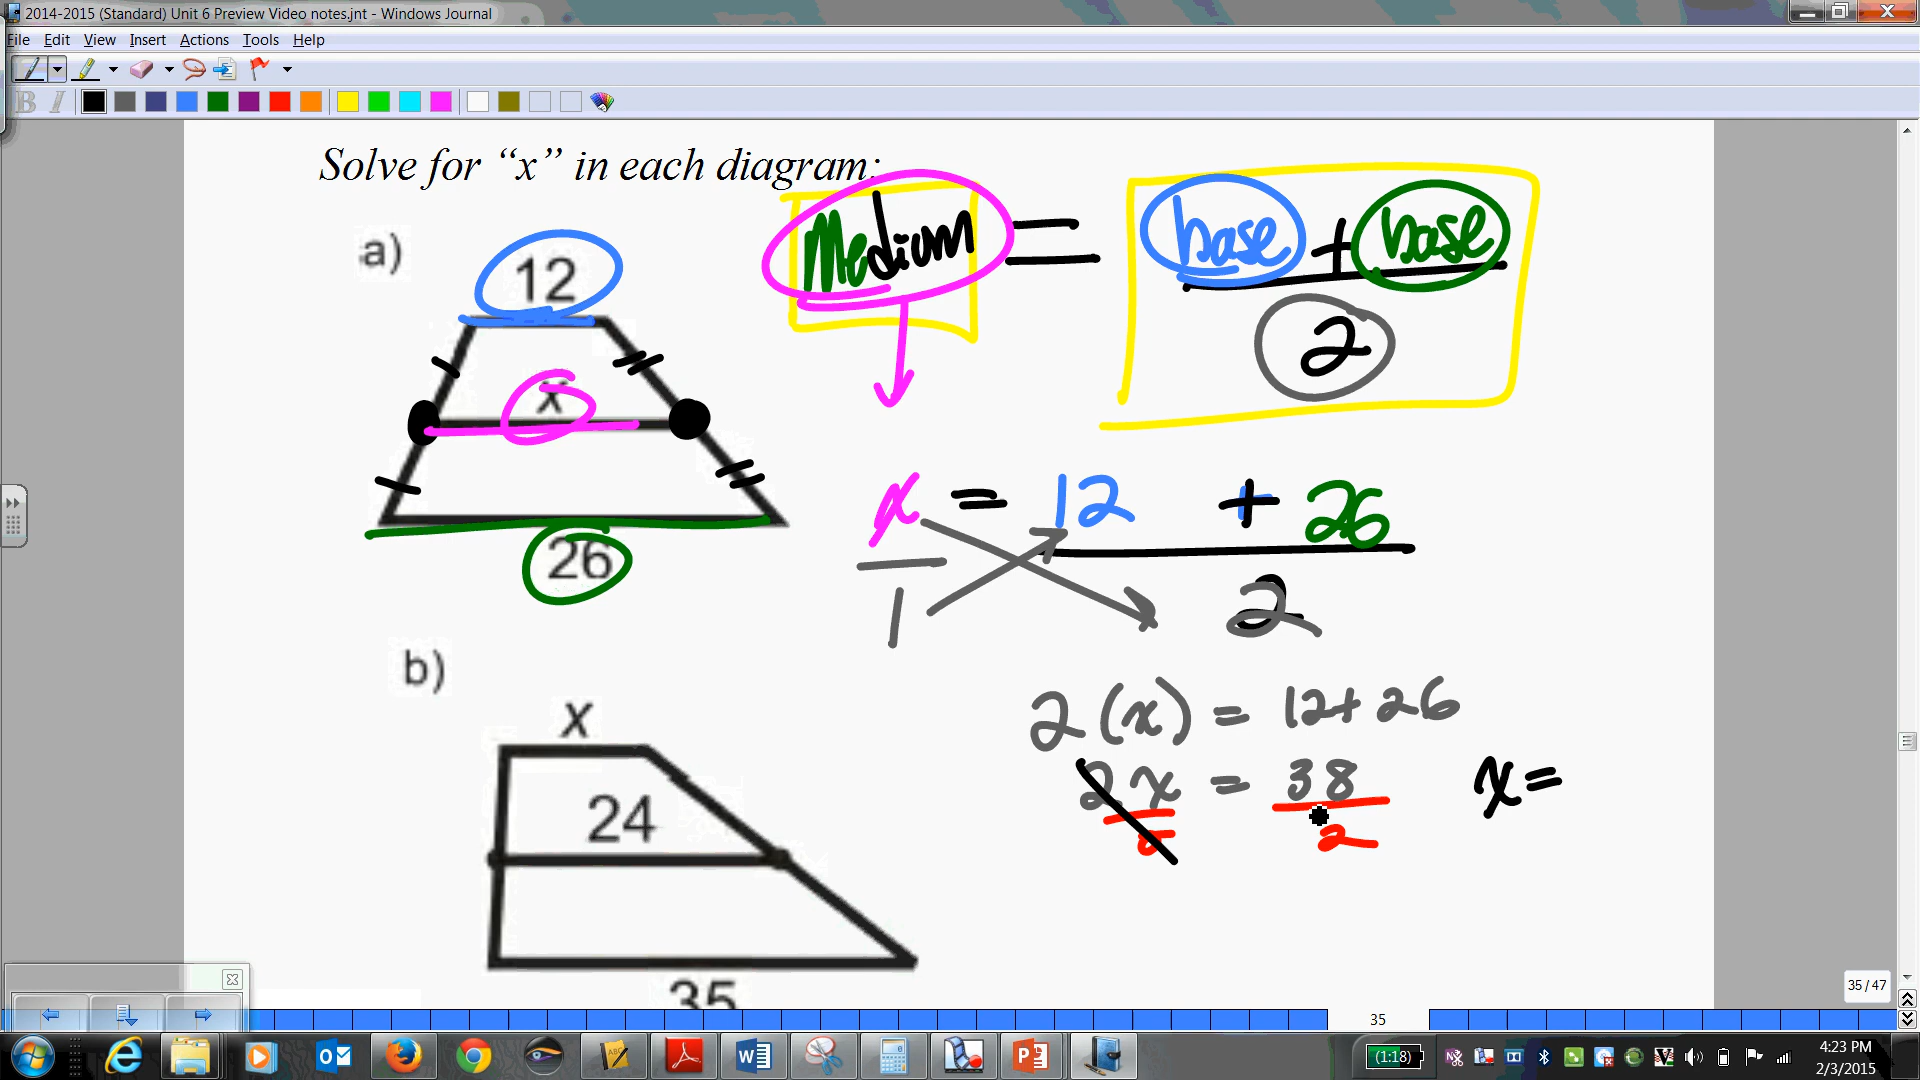 2014-2015 (Standard) Unit 6 Preview Video notes.jnt - Windows Journal
File Edit View Insert Actions Tools Help
B I
Solve for “x” in each diagram:
Medium = base + base
2
a)
12
x
26
x = 12 + 26
1 2
2(x) = 12+26
2x = 38 x=
2 2
b)
x
24
35
35 / 47
35
(1:18)
4:23 PM
2/3/2015